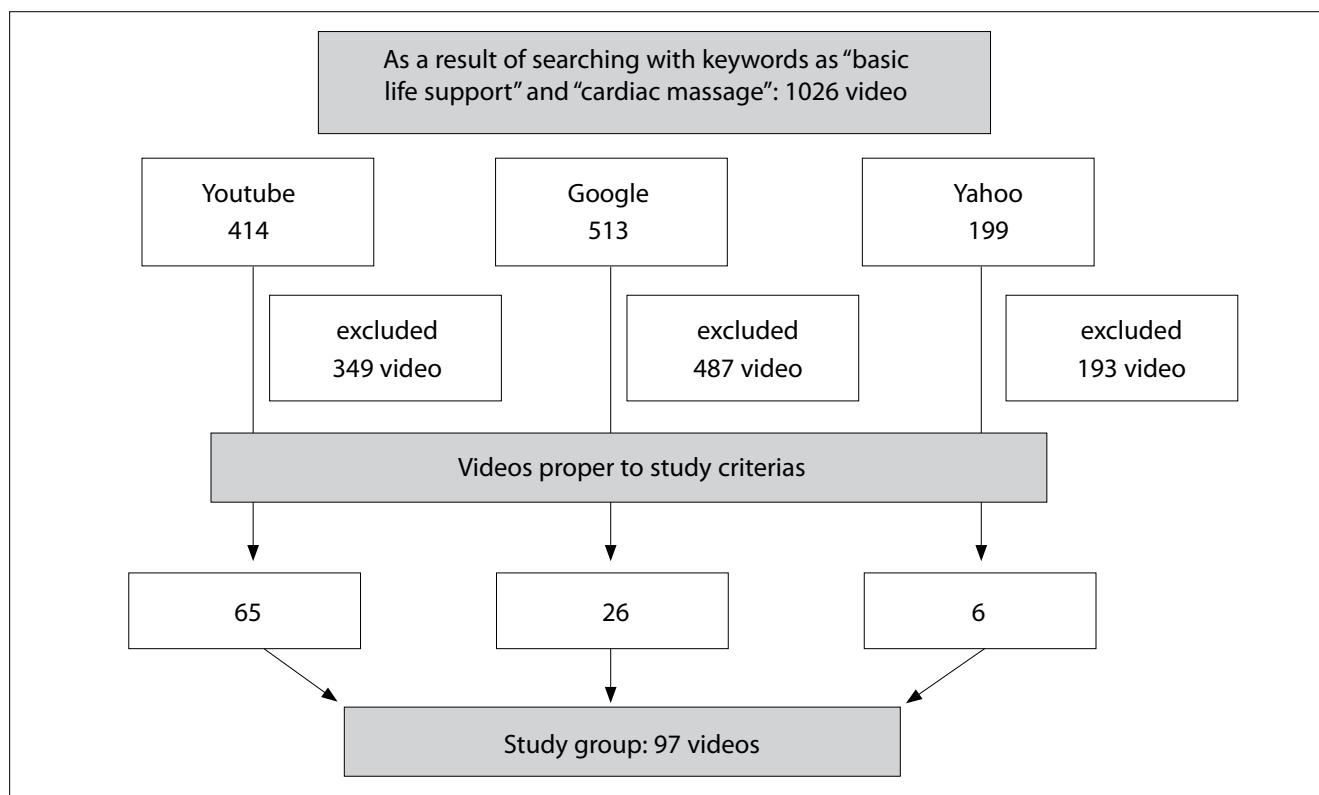 As a result of searching with keywords as “basic
life support” and “cardiac massage”: 1026 video
Youtube
414
Google
513
Yahoo
199
excluded
349 video
excluded
487 video
excluded
193 video
Videos proper to study criterias
65
26
6
Study group: 97 videos